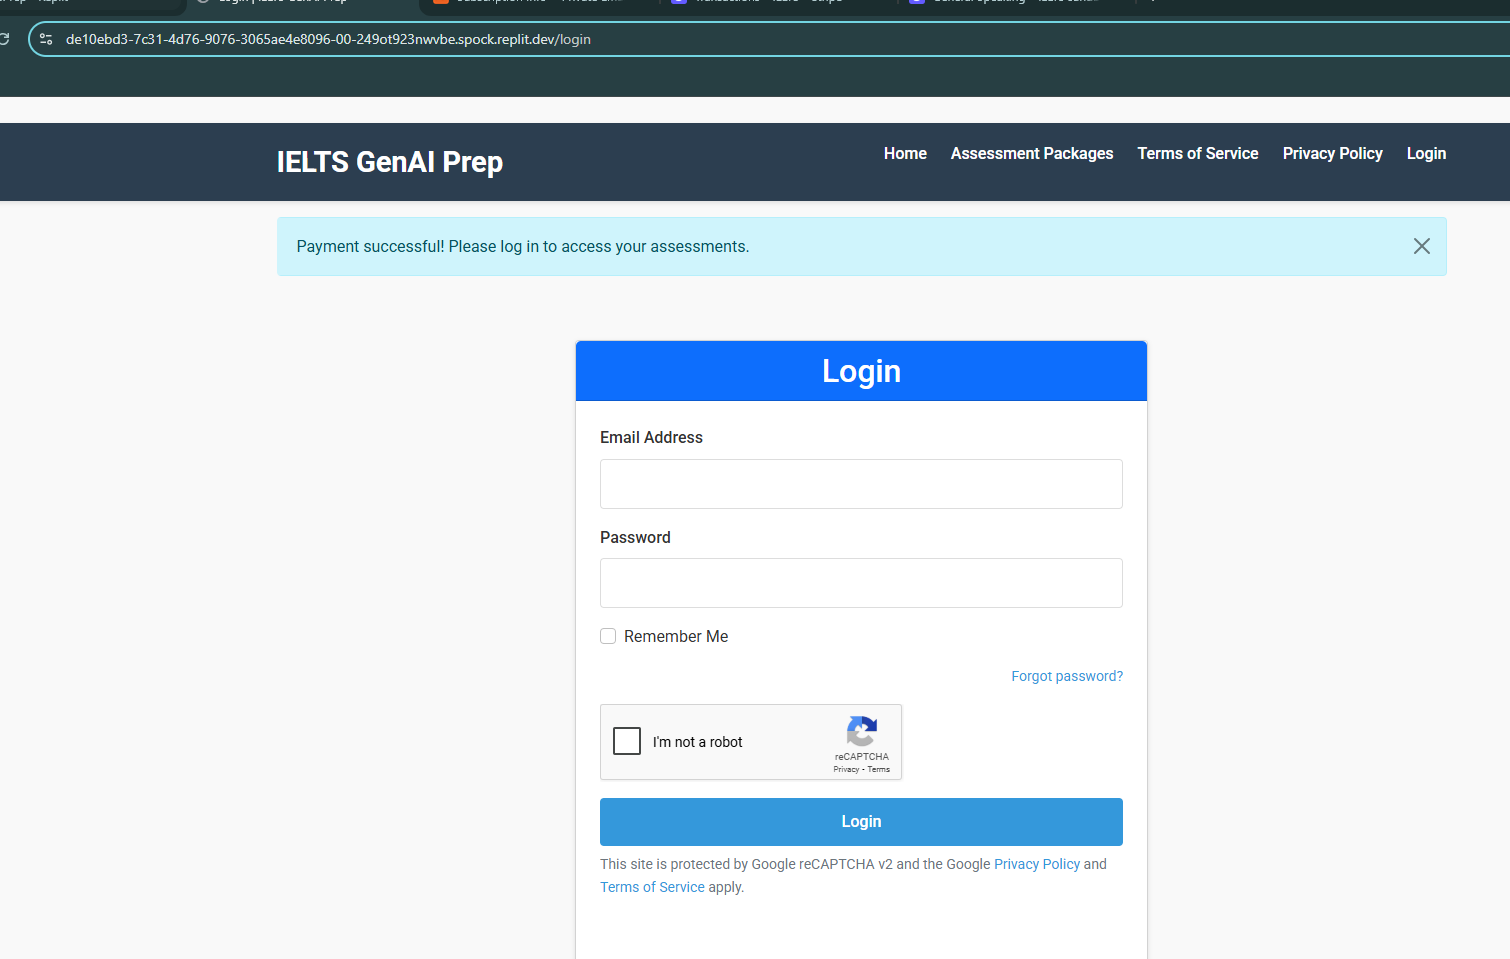 de10ebd3-7c31-4d76-9076-3065ae4e8096-00-249ot923nwvbe.spock.replit.dev/login
IELTS GenAI Prep
Home Assessment Packages Terms of Service Privacy Policy Login
Payment successful! Please log in to access your assessments.
Login
Email Address
Password
Remember Me
Forgot password?
I'm not a robot
reCAPTCHA
Privacy - Terms
Login
This site is protected by Google reCAPTCHA v2 and the Google Privacy Policy and
Terms of Service apply.